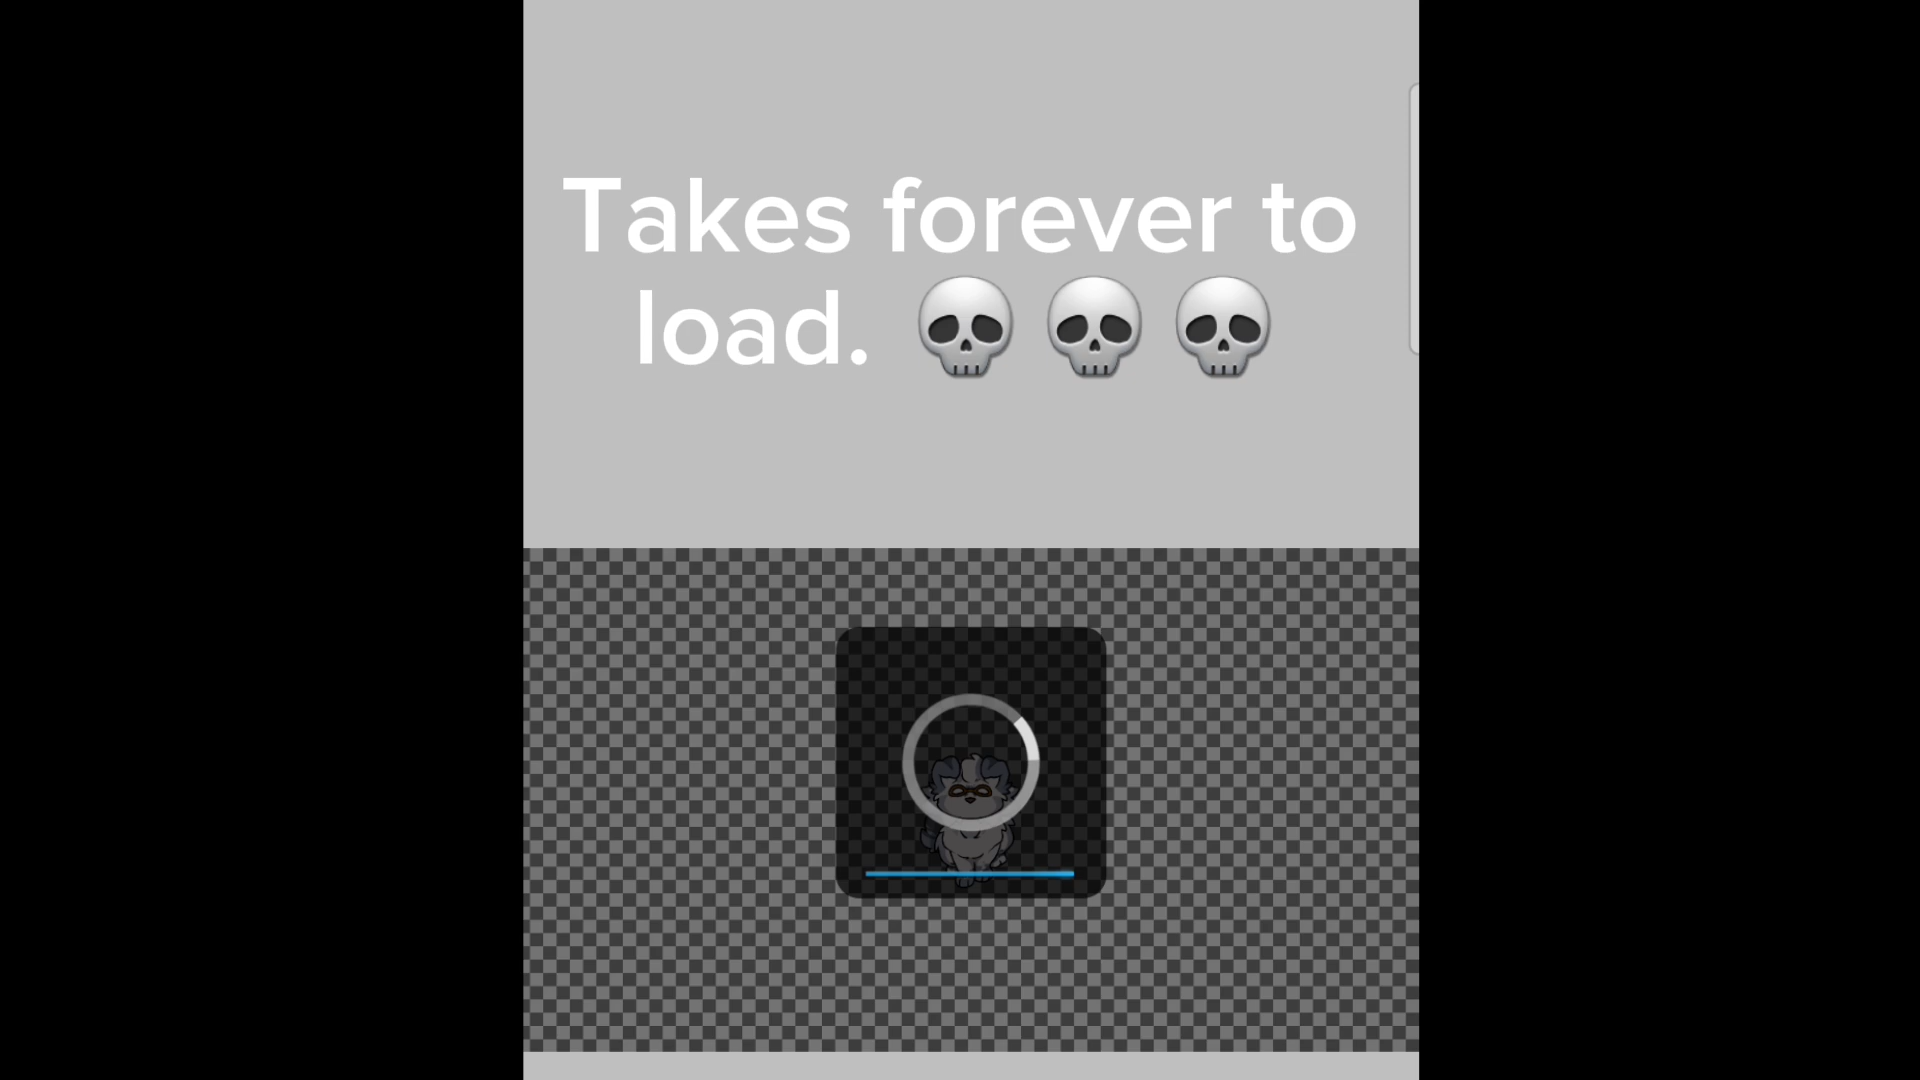 Takes forever to
load. 💀 💀 💀